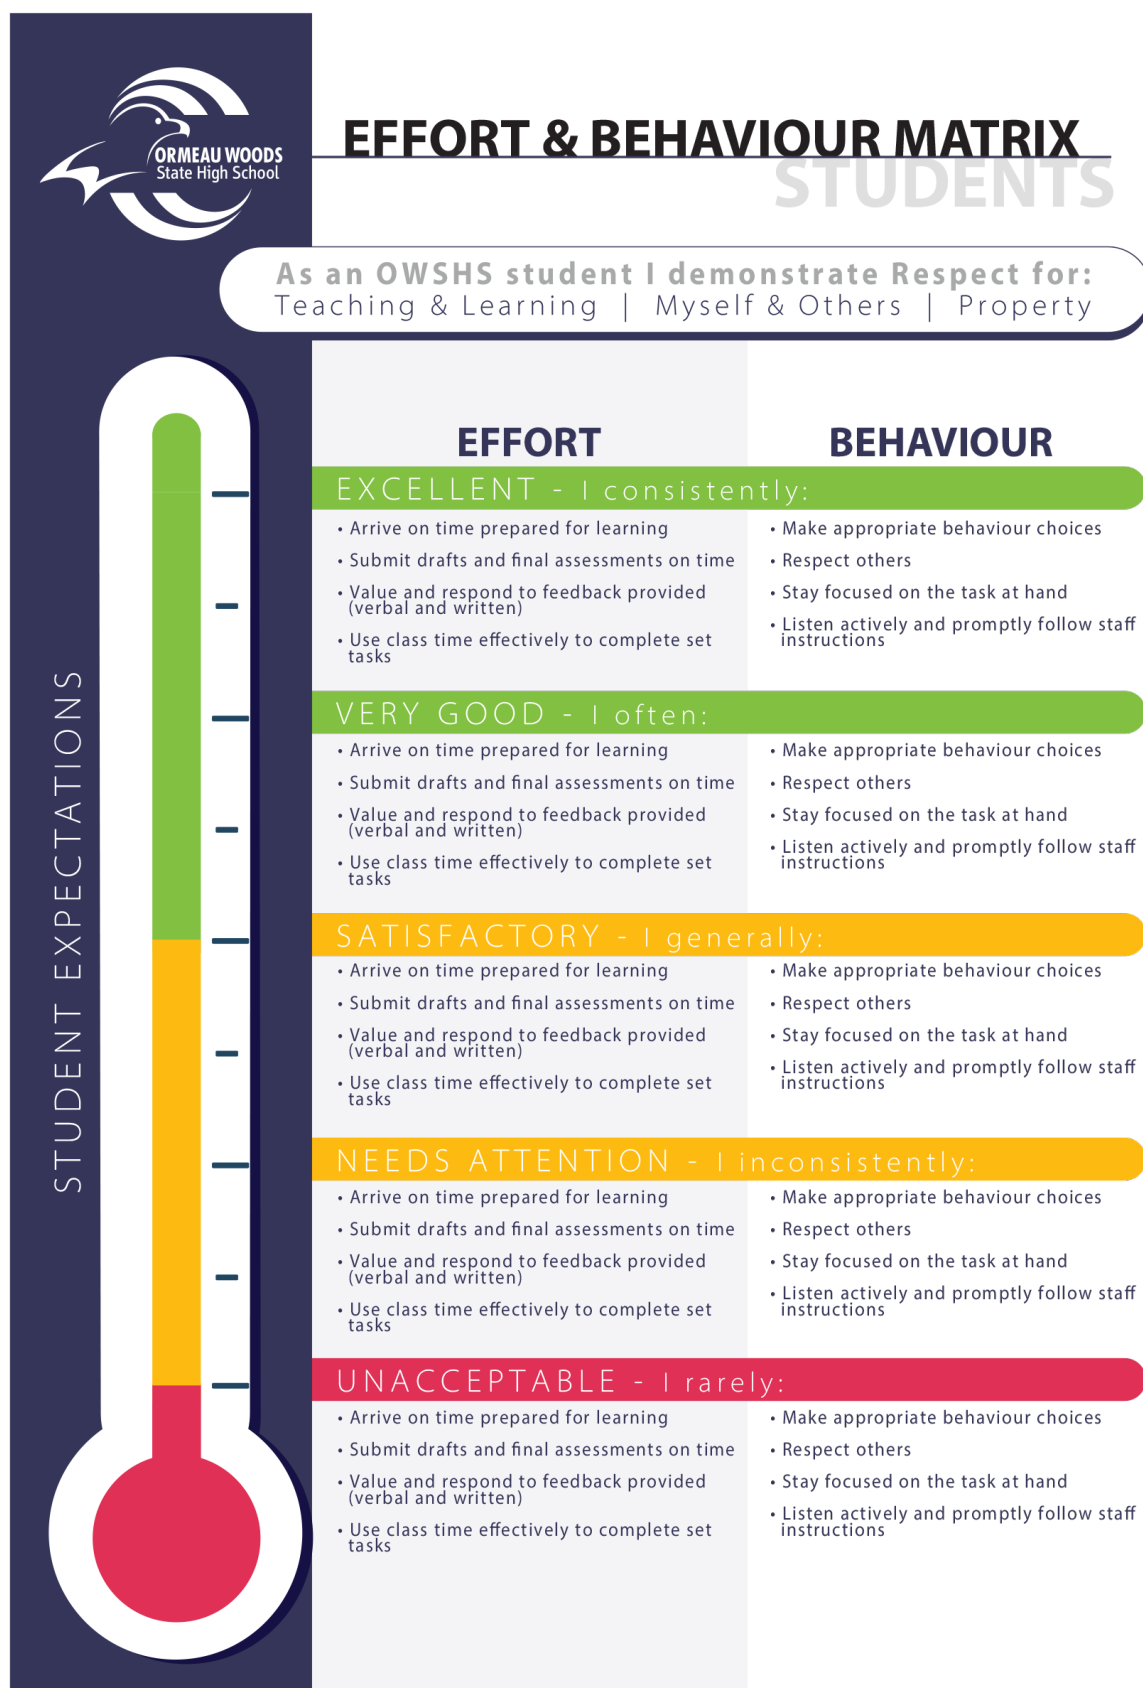 ORMEAU WOODS
State High School
EFFORT & BEHAVIOUR MATRIX
STUDENTS
As an OWSHS student I demonstrate Respect for:
Teaching & Learning | Myself & Others | Property
STUDENT EXPECTATIONS
EFFORT
BEHAVIOUR
EXCELLENT - I consistently:
• Arrive on time prepared for learning
• Submit drafts and final assessments on time
• Value and respond to feedback provided
(verbal and written)
• Use class time effectively to complete set
tasks
• Make appropriate behaviour choices
• Respect others
• Stay focused on the task at hand
• Listen actively and promptly follow staff
instructions
VERY GOOD - I often:
• Arrive on time prepared for learning
• Submit drafts and final assessments on time
• Value and respond to feedback provided
(verbal and written)
• Use class time effectively to complete set
tasks
• Make appropriate behaviour choices
• Respect others
• Stay focused on the task at hand
• Listen actively and promptly follow staff
instructions
SATISFACTORY - I generally:
• Arrive on time prepared for learning
• Submit drafts and final assessments on time
• Value and respond to feedback provided
(verbal and written)
• Use class time effectively to complete set
tasks
• Make appropriate behaviour choices
• Respect others
• Stay focused on the task at hand
• Listen actively and promptly follow staff
instructions
NEEDS ATTENTION - I inconsistently:
• Arrive on time prepared for learning
• Submit drafts and final assessments on time
• Value and respond to feedback provided
(verbal and written)
• Use class time effectively to complete set
tasks
• Make appropriate behaviour choices
• Respect others
• Stay focused on the task at hand
• Listen actively and promptly follow staff
instructions
UNACCEPTABLE - I rarely:
• Arrive on time prepared for learning
• Submit drafts and final assessments on time
• Value and respond to feedback provided
(verbal and written)
• Use class time effectively to complete set
tasks
• Make appropriate behaviour choices
• Respect others
• Stay focused on the task at hand
• Listen actively and promptly follow staff
instructions